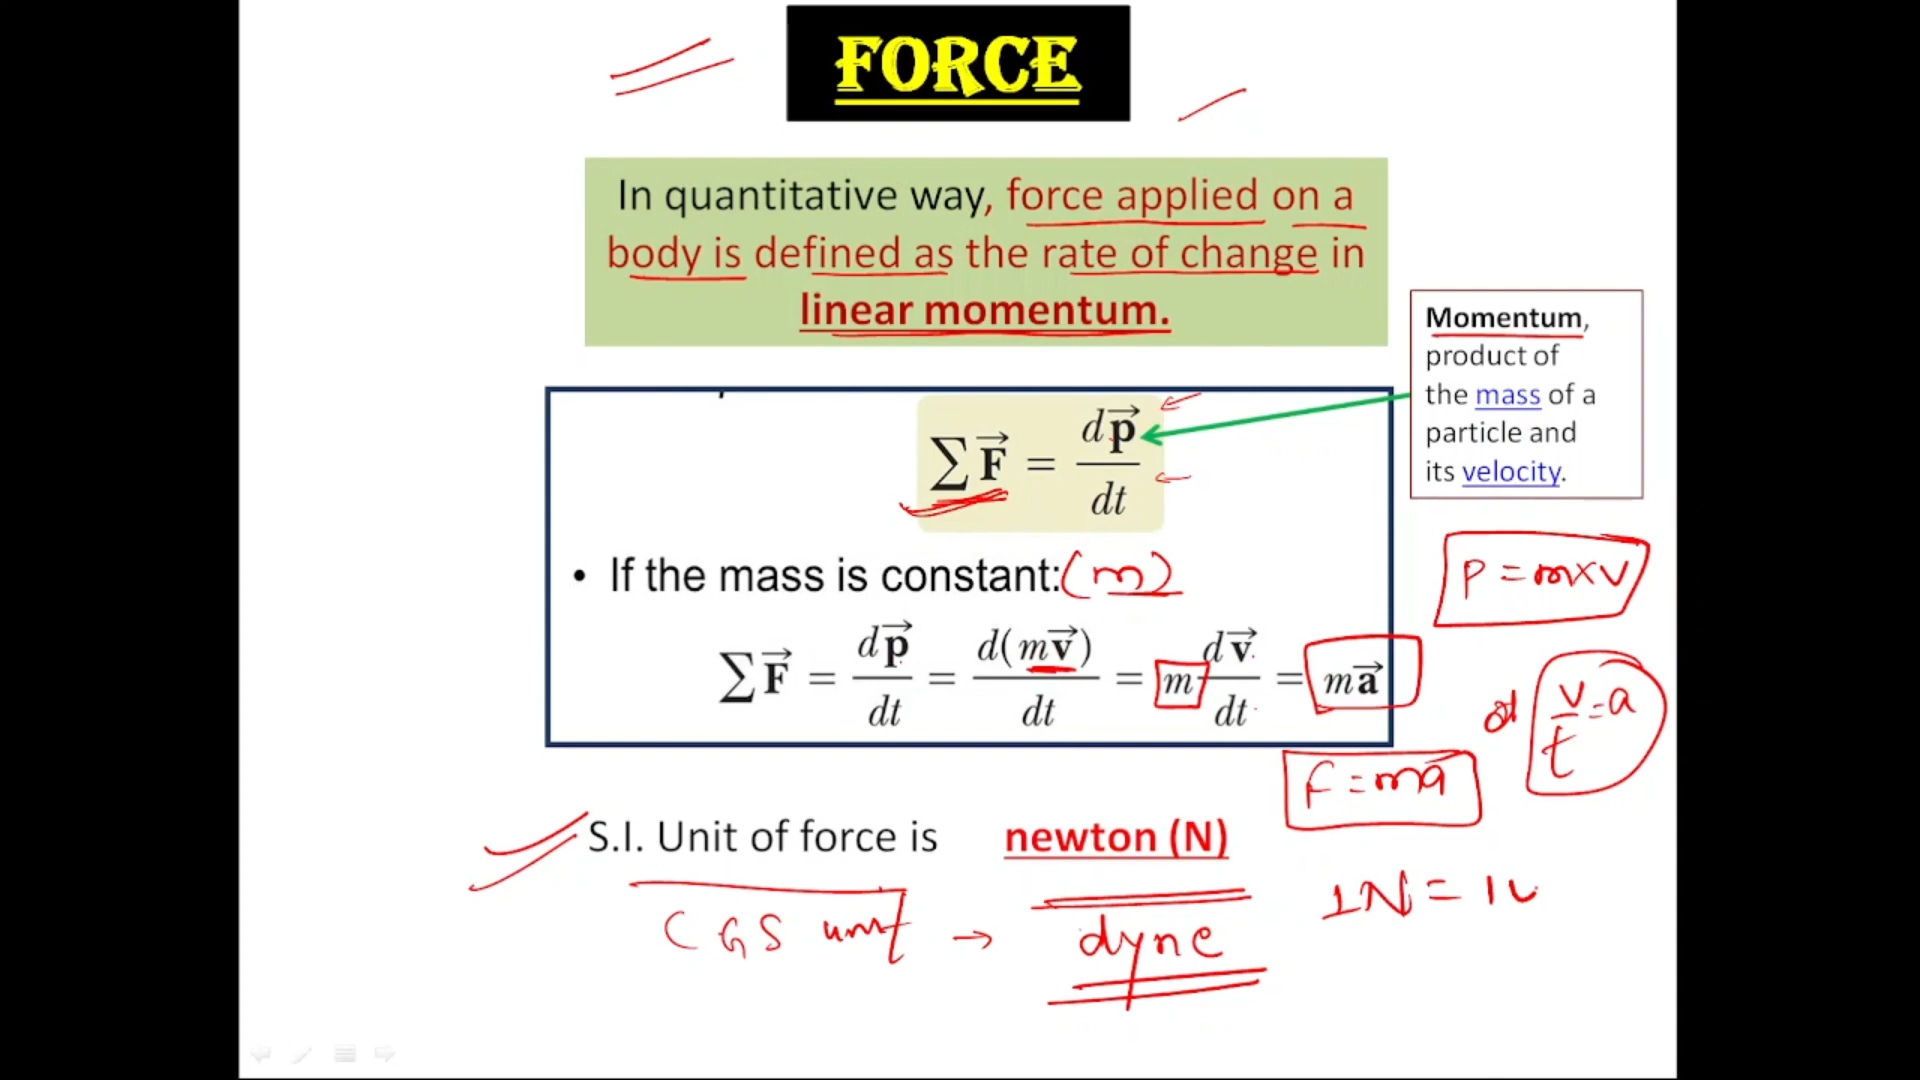 FORCE
In quantitative way, force applied on a
body is defined as the rate of change in
linear momentum.
Momentum,
product of
the mass of a
particle and
its velocity.
∑F⃗ = dp⃗/dt
• If the mass is constant: (m)
P = m×v
∑F⃗ = dp⃗/dt = d(mv⃗)/dt = m dv⃗/dt = ma⃗
v/t = a
F = ma⃗
S.I. Unit of force is newton (N)
1N = 10
CGS unit → dyne